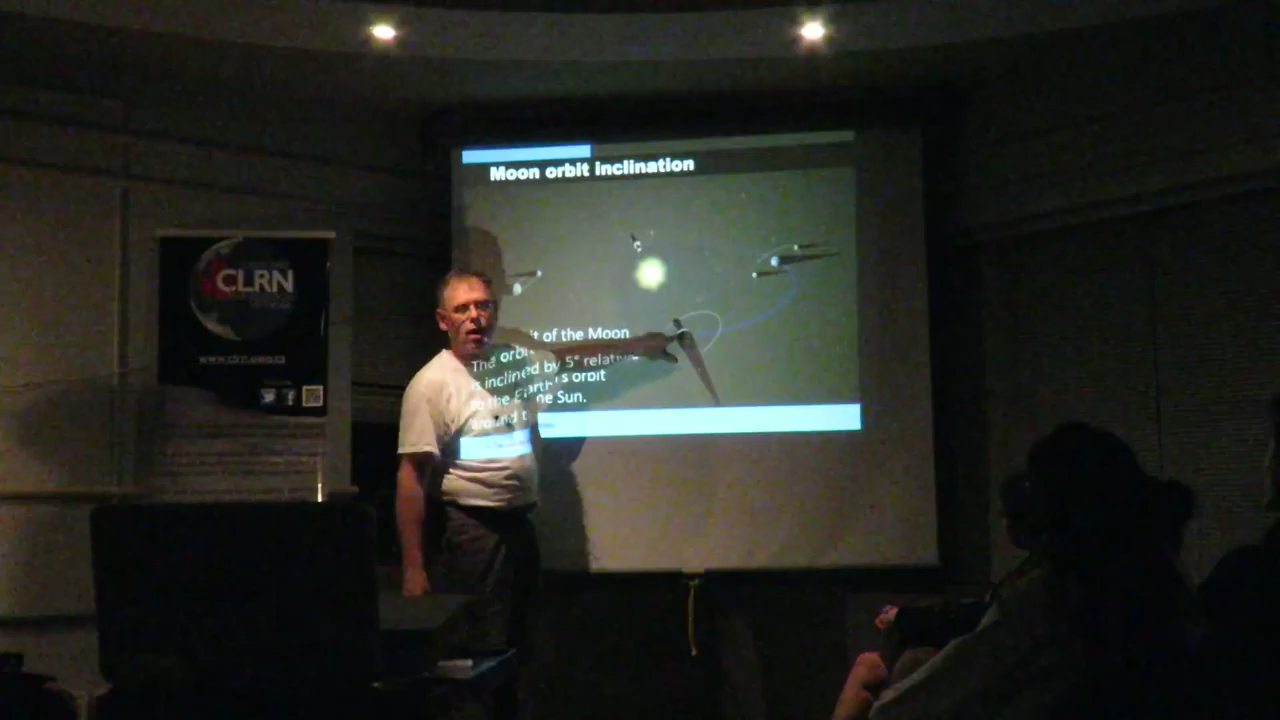 Moon orbit inclination
CLRN
www.clrn.uwo.ca
The orbit of the Moon
is inclined by 5° relative
to the Earth's orbit
around the Sun.